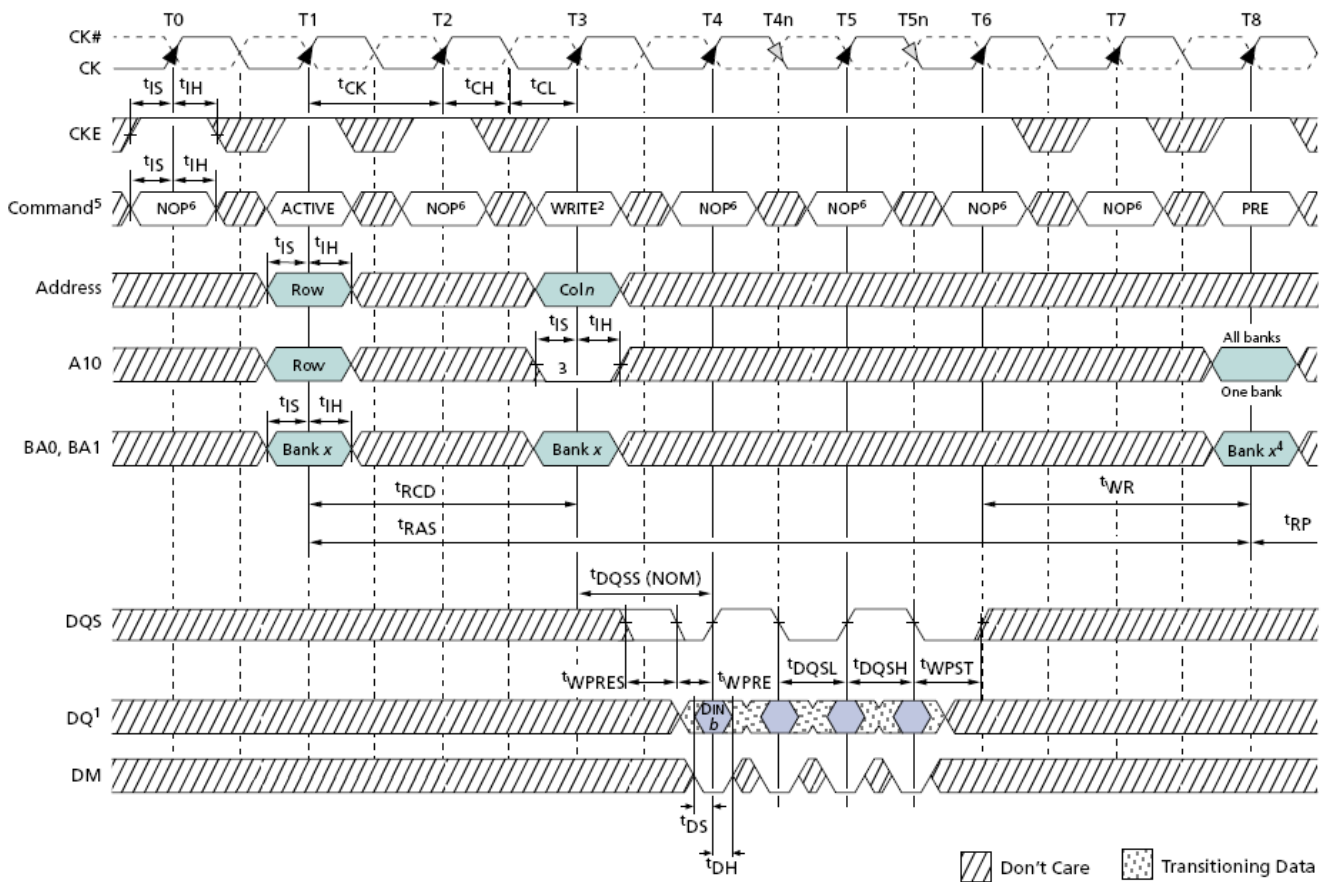 T0 T1 T2 T3 T4 T4n T5 T5n T6 T7 T8
CK#
CK
tIS tIH tCK tCH tCL
CKE
tIS tIH
Command5 NOP6 ACTIVE NOP6 WRITE2 NOP6 NOP6 NOP6 NOP6 PRE
tIS tIH
Address Row Col n
tIS tIH All banks
A10 Row 3
One bank
tIS tIH
BA0, BA1 Bank x Bank x Bank x4
tRCD tWR
tRAS tRP
tDQSS (NOM)
DQS
tWPRES tWPRE tDQSL tDQSH tWPST
DQ1 DIN
b
DM
tDS
tDH
Don't Care Transitioning Data